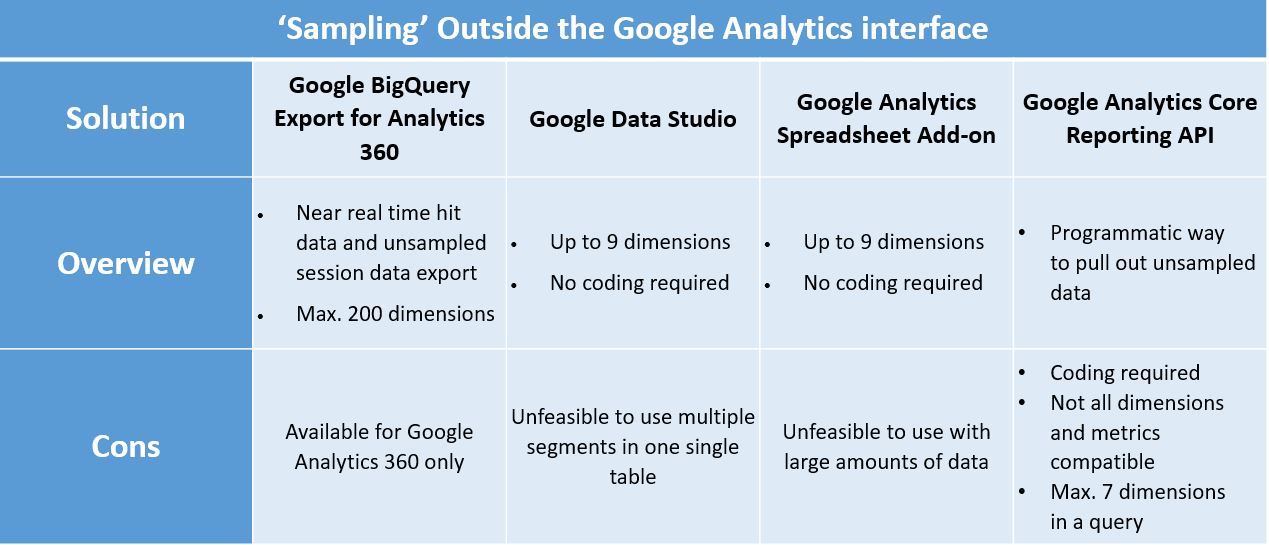 ‘Sampling’ Outside the Google Analytics interface
Solution
Google BigQuery
Export for Analytics
360
Google Data Studio
Google Analytics
Spreadsheet Add-on
Google Analytics Core
Reporting API
Overview
• Near real time hit
data and unsampled
session data export
• Max. 200 dimensions
• Up to 9 dimensions
• No coding required
• Up to 9 dimensions
• No coding required
• Programmatic way
to pull out unsampled
data
Cons
Available for Google
Analytics 360 only
Unfeasible to use multiple
segments in one single
table
Unfeasible to use with
large amounts of data
• Coding required
• Not all dimensions
and metrics
compatible
• Max. 7 dimensions
in a query